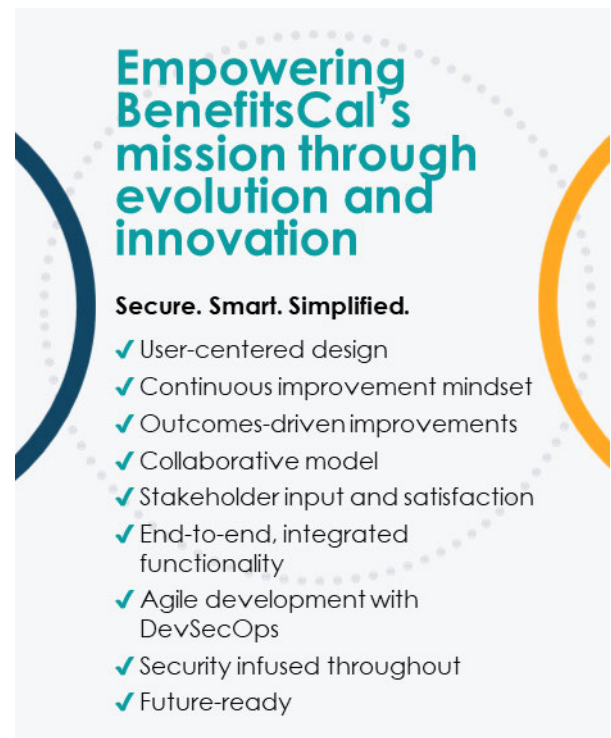 Empowering
BenefitsCal’s
mission through
evolution and
innovation
Secure. Smart. Simplified.
✓ User-centered design
✓ Continuous improvement mindset
✓ Outcomes-driven improvements
✓ Collaborative model
✓ Stakeholder input and satisfaction
✓ End-to-end, integrated
functionality
✓ Agile development with
DevSecOps
✓ Security infused throughout
✓ Future-ready